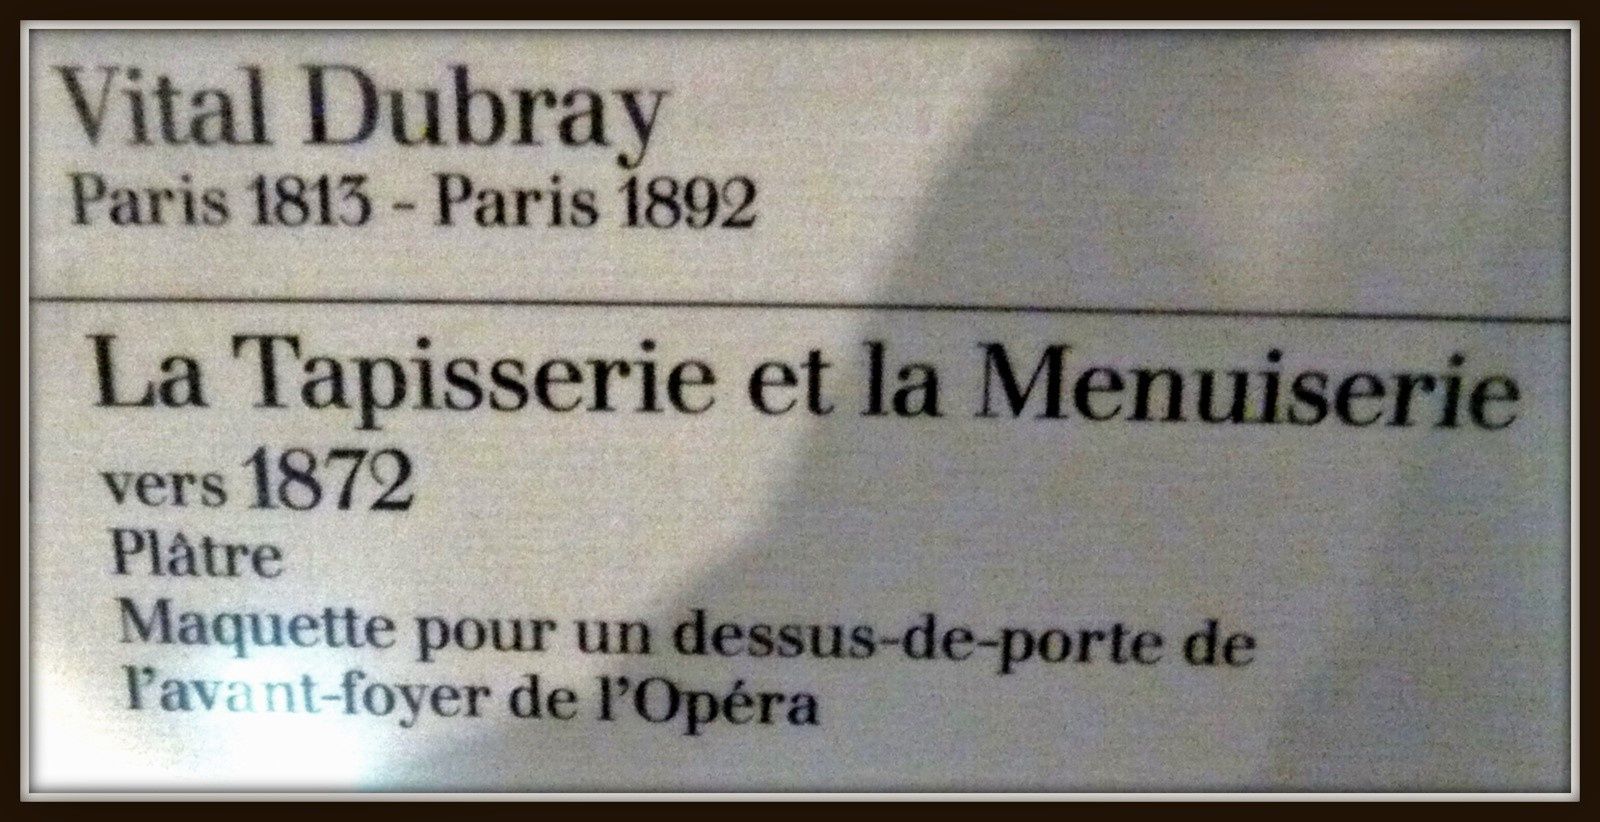 Vital Dubray
Paris 1813 - Paris 1892
La Tapisserie et la Menuiserie
vers 1872
Plâtre
Maquette pour un dessus-de-porte de
l'avant-foyer de l'Opéra